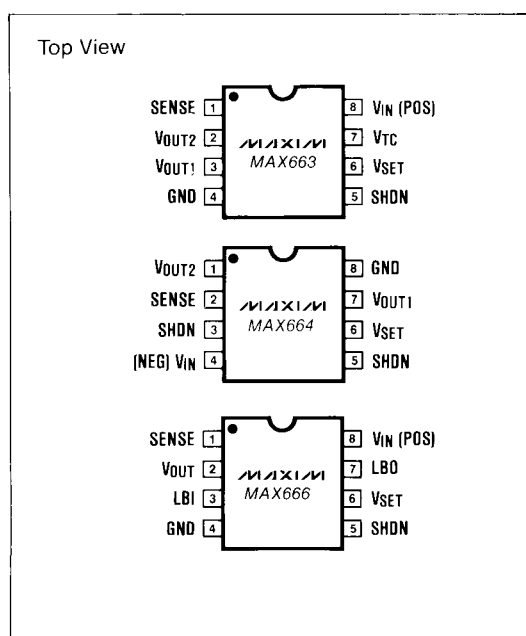 Top View
SENSE 1 8 VIN (POS)
VOUT2 2 MAXIM 7 VTC
VOUT1 3 MAX663 6 VSET
GND 4 5 SHDN
VOUT2 1 8 GND
SENSE 2 MAXIM 7 VOUT1
SHDN 3 MAX664 6 VSET
(NEG) VIN 4 5 SHDN
SENSE 1 8 VIN (POS)
VOUT 2 MAXIM 7 LBO
LBI 3 MAX666 6 VSET
GND 4 5 SHDN